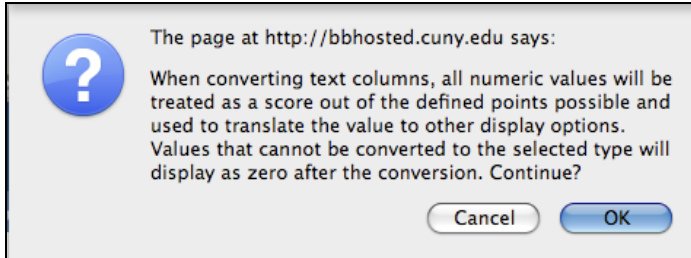 The page at http://bbhosted.cuny.edu says:
When converting text columns, all numeric values will be
treated as a score out of the defined points possible and
used to translate the value to other display options.
Values that cannot be converted to the selected type will
display as zero after the conversion. Continue?
Cancel OK